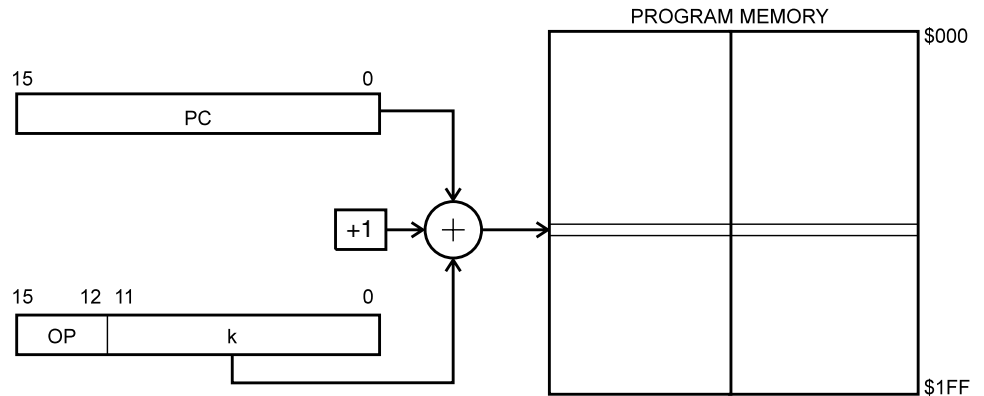 PROGRAM MEMORY
$000
15 0
PC
+1
+
15 12 11 0
OP k
$1FF